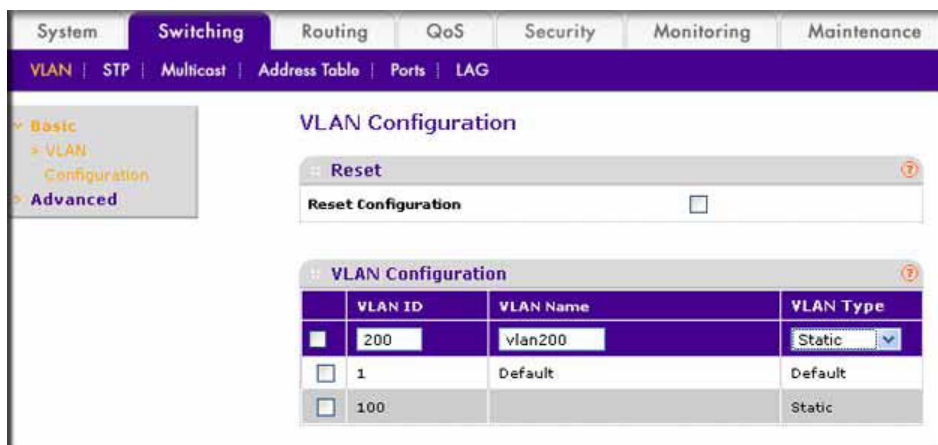 System Switching Routing QoS Security Monitoring Maintenance
VLAN STP Multicast Address Table Ports LAG
Basic
VLAN
Configuration
Advanced
VLAN Configuration
Reset
?
Reset Configuration
VLAN Configuration
?
VLAN ID VLAN Name VLAN Type
200 vlan200 Static
1 Default Default
100 Static